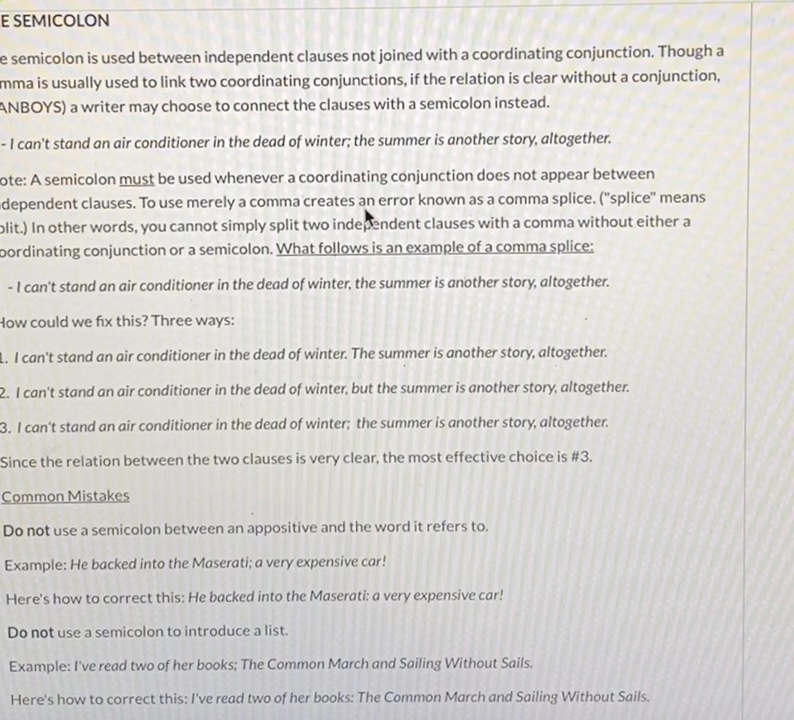 E SEMICOLON
e semicolon is used between independent clauses not joined with a coordinating conjunction. Though a
mma is usually used to link two coordinating conjunctions, if the relation is clear without a conjunction,
ANBOYS) a writer may choose to connect the clauses with a semicolon instead.
- I can't stand an air conditioner in the dead of winter; the summer is another story, altogether.
ote: A semicolon must be used whenever a coordinating conjunction does not appear between
dependent clauses. To use merely a comma creates an error known as a comma splice. ("splice" means
plit.) In other words, you cannot simply split two independent clauses with a comma without either a
oordinating conjunction or a semicolon. What follows is an example of a comma splice:
- I can't stand an air conditioner in the dead of winter, the summer is another story, altogether.
How could we fix this? Three ways:
1. I can't stand an air conditioner in the dead of winter. The summer is another story, altogether.
2. I can't stand an air conditioner in the dead of winter, but the summer is another story, altogether.
3. I can't stand an air conditioner in the dead of winter; the summer is another story, altogether.
Since the relation between the two clauses is very clear, the most effective choice is #3.
Common Mistakes
Do not use a semicolon between an appositive and the word it refers to.
Example: He backed into the Maserati; a very expensive car!
Here's how to correct this: He backed into the Maserati: a very expensive car!
Do not use a semicolon to introduce a list.
Example: I've read two of her books; The Common March and Sailing Without Sails.
Here's how to correct this: I've read two of her books: The Common March and Sailing Without Sails.